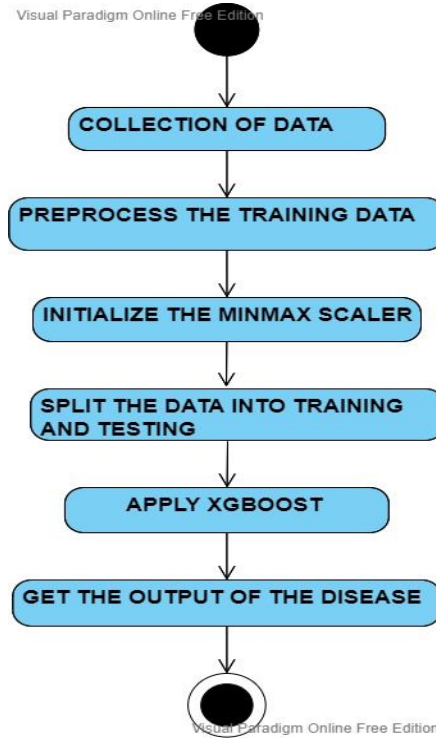 Visual Paradigm Online Free Edition
COLLECTION OF DATA
PREPROCESS THE TRAINING DATA
INITIALIZE THE MINMAX SCALER
SPLIT THE DATA INTO TRAINING
AND TESTING
APPLY XGBOOST
GET THE OUTPUT OF THE DISEASE
Visual Paradigm Online Free Edition